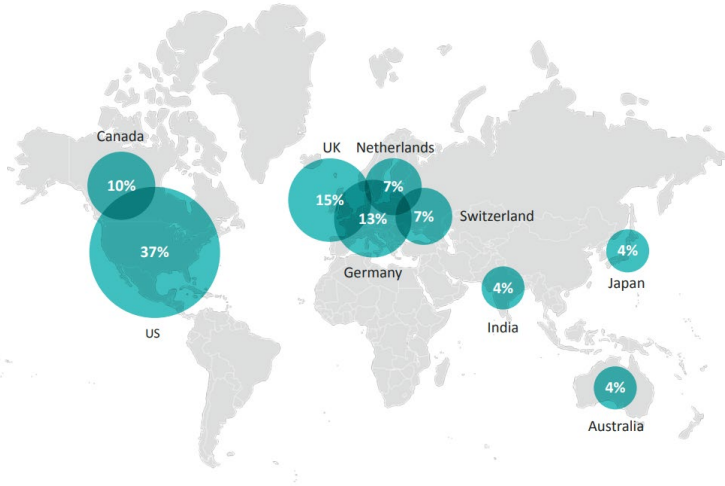 Canada
10%
37%
US
UK
Netherlands
15%
7%
13%
7%
Switzerland
Germany
4%
Japan
4%
India
4%
Australia